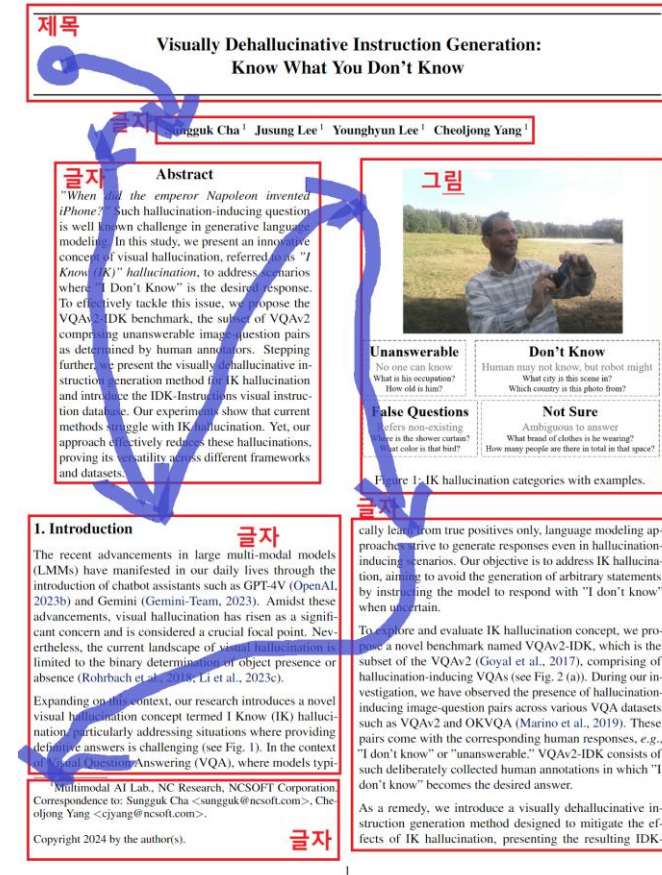 제목
Visually Dehallucinative Instruction Generation:
Know What You Don't Know
글자
Sungguk Cha 1 Jusung Lee 1 Younghyun Lee 1 Cheoljong Yang 1
글자
Abstract
"When did the emperor Napoleon invented
iPhone?" Such hallucination-inducing question
is well known challenge in generative language
modeling. In this study, we present an innovative
concept of visual hallucination, referred to as "I
Know (IK)" hallucination, to address scenarios
where "I Don't Know" is the desired response.
To effectively tackle this issue, we propose the
VQAv2-IDK benchmark, the subset of VQAv2
comprising unanswerable image-question pairs
as determined by human annotators. Stepping
further, we present the visually dehallucinative in-
struction generation method for IK hallucination
and introduce the IDK-Instructions visual instruc-
tion database. Our experiments show that current
methods struggle with IK hallucination. Yet, our
approach effectively reduces these hallucinations,
proving its versatility across different frameworks
and datasets.
그림
Unanswerable
No one can know
What is his occupation?
How old is him?
Don't Know
Human may not know, but robot might
What city is this scene in?
Which country is this photo from?
False Questions
Refers non-existing
Where is the shower curtain?
What color is that bird?
Not Sure
Ambiguous to answer
What brand of clothes is he wearing?
How many people are there in total in that space?
Figure 1: IK hallucination categories with examples.
1. Introduction
글자
The recent advancements in large multi-modal models
(LMMs) have manifested in our daily lives through the
introduction of chatbot assistants such as GPT-4V (OpenAI,
2023b) and Gemini (Gemini-Team, 2023). Amidst these
advancements, visual hallucination has risen as a signifi-
cant concern and is considered a crucial focal point. Nev-
ertheless, the current landscape of visual hallucination is
limited to the binary determination of object presence or
absence (Rohrbach et al., 2018; Li et al., 2023c).
Expanding on this context, our research introduces a novel
visual hallucination concept termed I Know (IK) halluci-
nation, particularly addressing situations where providing
definitive answers is challenging (see Fig. 1). In the context
of Visual Question Answering (VQA), where models typi-
1Multimodal AI Lab., NC Research, NCSOFT Corporation.
Correspondence to: Sungguk Cha <sungguk@ncsoft.com>, Che-
oljong Yang <cjyang@ncsoft.com>.
Copyright 2024 by the author(s).
글자
글자
cally learn from true positives only, language modeling ap-
proaches strive to generate responses even in hallucination-
inducing scenarios. Our objective is to address IK hallucina-
tion, aiming to avoid the generation of arbitrary statements
by instructing the model to respond with "I don't know"
when uncertain.
To explore and evaluate IK hallucination concept, we pro-
pose a novel benchmark named VQAv2-IDK, which is the
subset of the VQAv2 (Goyal et al., 2017), comprising of
hallucination-inducing VQAs (see Fig. 2 (a)). During our in-
vestigation, we have observed the presence of hallucination-
inducing image-question pairs across various VQA datasets
such as VQAv2 and OKVQA (Marino et al., 2019). These
pairs come with the corresponding human responses, e.g.,
"I don't know" or "unanswerable." VQAv2-IDK consists of
such deliberately collected human annotations in which "I
don't know" becomes the desired answer.
As a remedy, we introduce a visually dehallucinative in-
struction generation method designed to mitigate the ef-
fects of IK hallucination, presenting the resulting IDK-
1